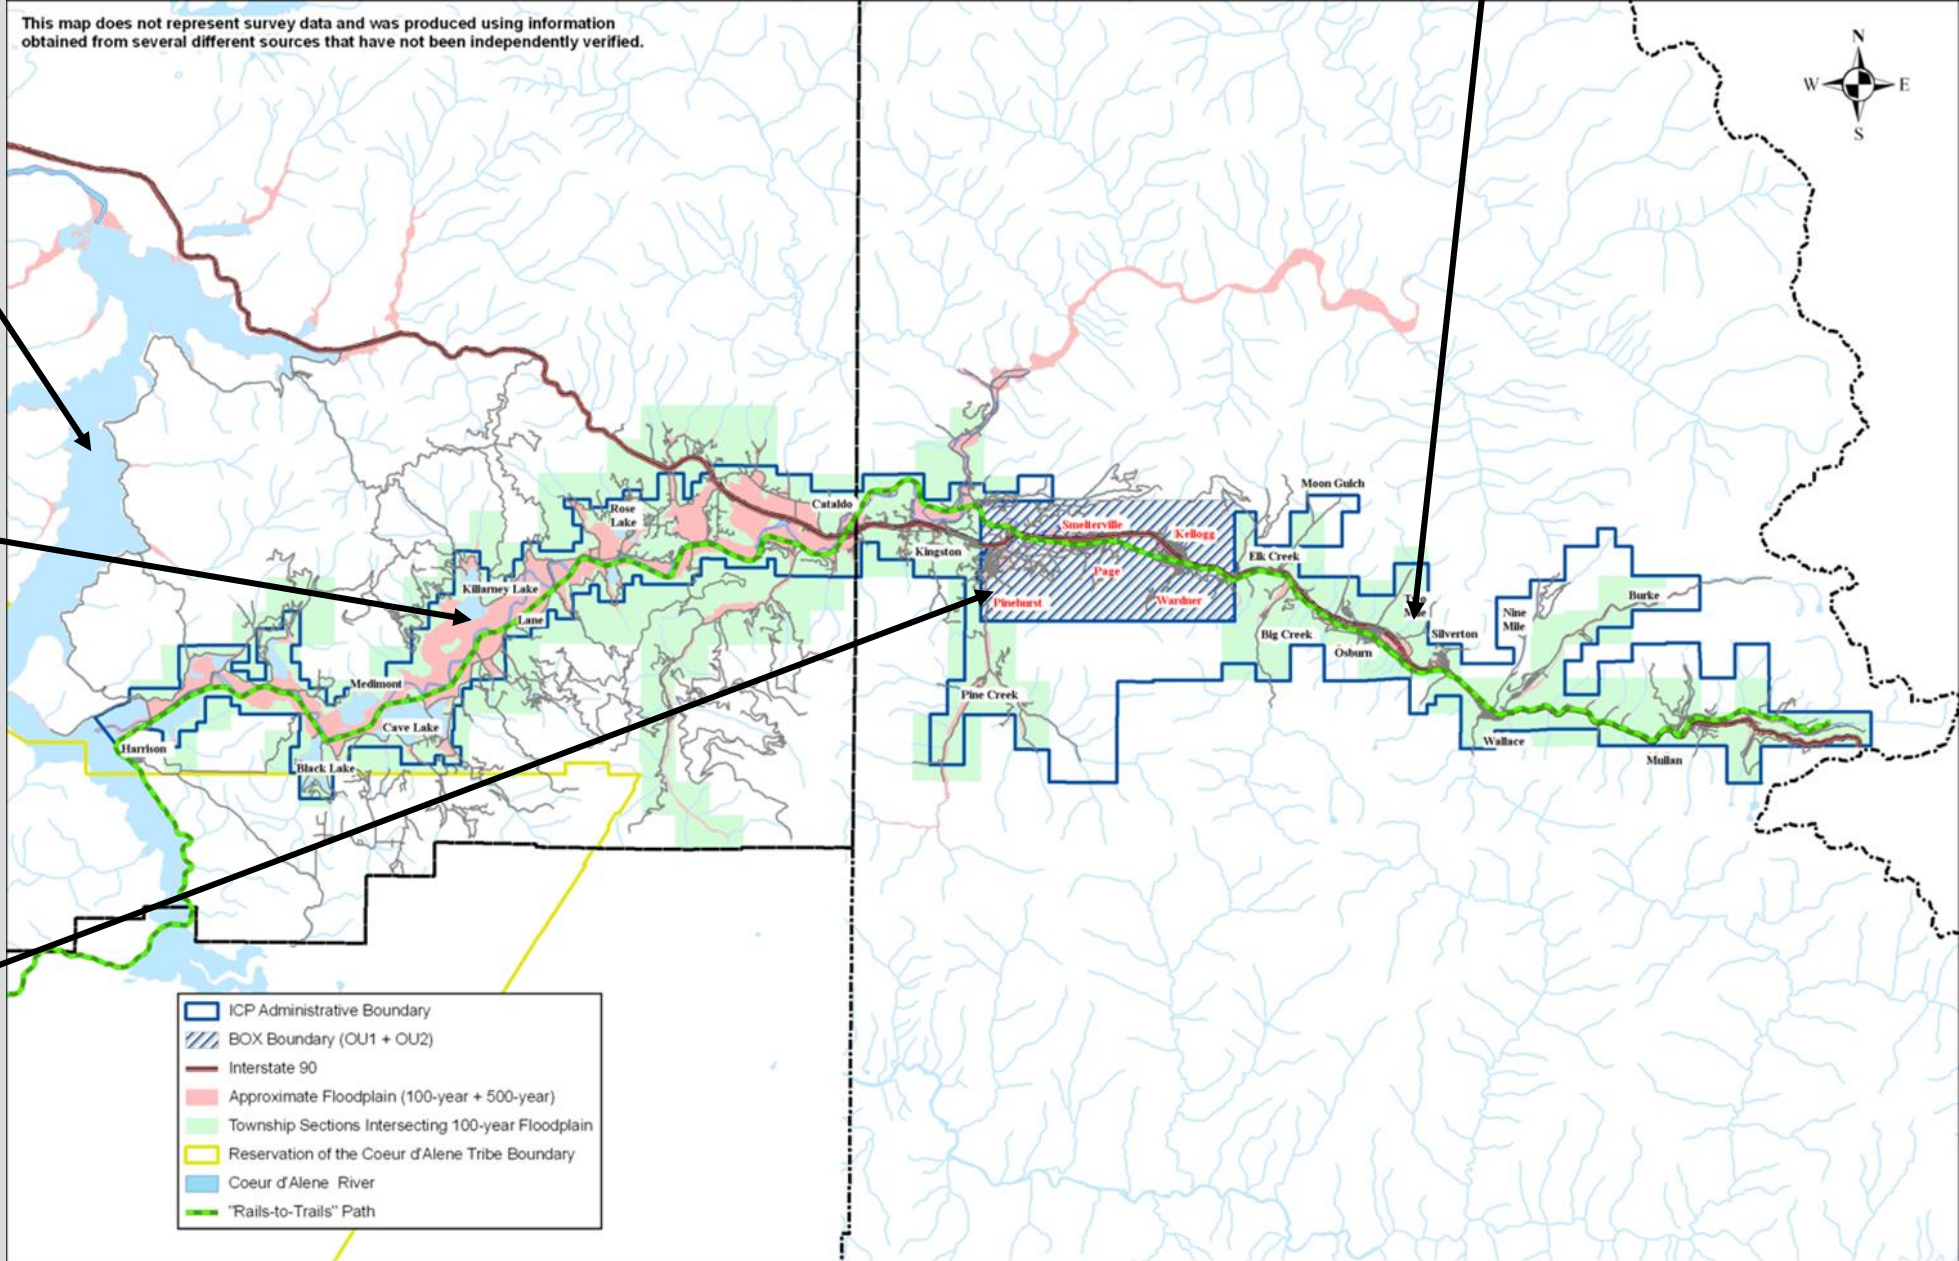 This map does not represent survey data and was produced using information
obtained from several different sources that have not been independently verified.
N
W
E
S
Moon Gulch
Cataldo
Rose
Lake
Smelterville
Kellogg
Kingston
Elk Creek
Page
Killarney Lake
Pinehurst
Wardner
Burke
Nine
Mile
Mile
Lane
Big Creek
Silverton
Osburn
Medimont
Pine Creek
Cave Lake
Harrison
Wallace
Mullan
Black Lake
ICP Administrative Boundary
BOX Boundary (OU1 + OU2)
Interstate 90
Approximate Floodplain (100-year + 500-year)
Township Sections Intersecting 100-year Floodplain
Reservation of the Coeur d'Alene Tribe Boundary
Coeur d'Alene River
"Rails-to-Trails" Path